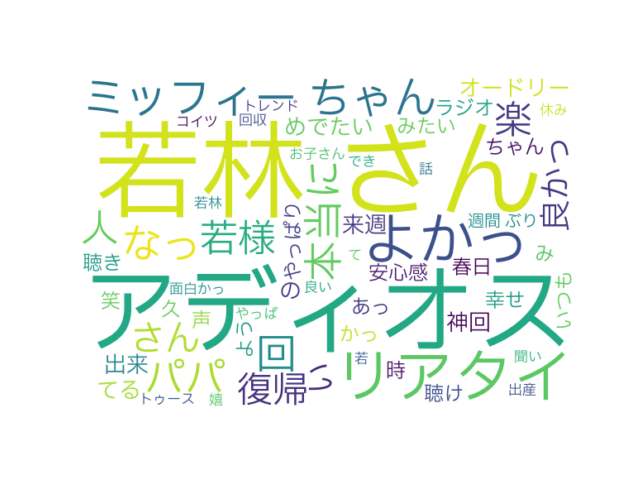 ミッフィーちゃん
トレンド
オードリー
コイツ
回収
めでたい
みたい
ラジオ
楽
休み
ちゃん
若林さん
お子さん
でき
話
良かっ
若林
人
なっ
若様
のやっぱり
本当に
来週
よかっ
週間
ぶり
聴き
面白かっ
良い
て
安心感
春日
み
いつも
アディオス
笑
久
声
やっぱ
よう
あっ
神回
幸せ
さん
回
かっ
出来
パパ
復帰
い
若
リアタイ
時
聞い
てる
トゥース
嬉
聴け
出産